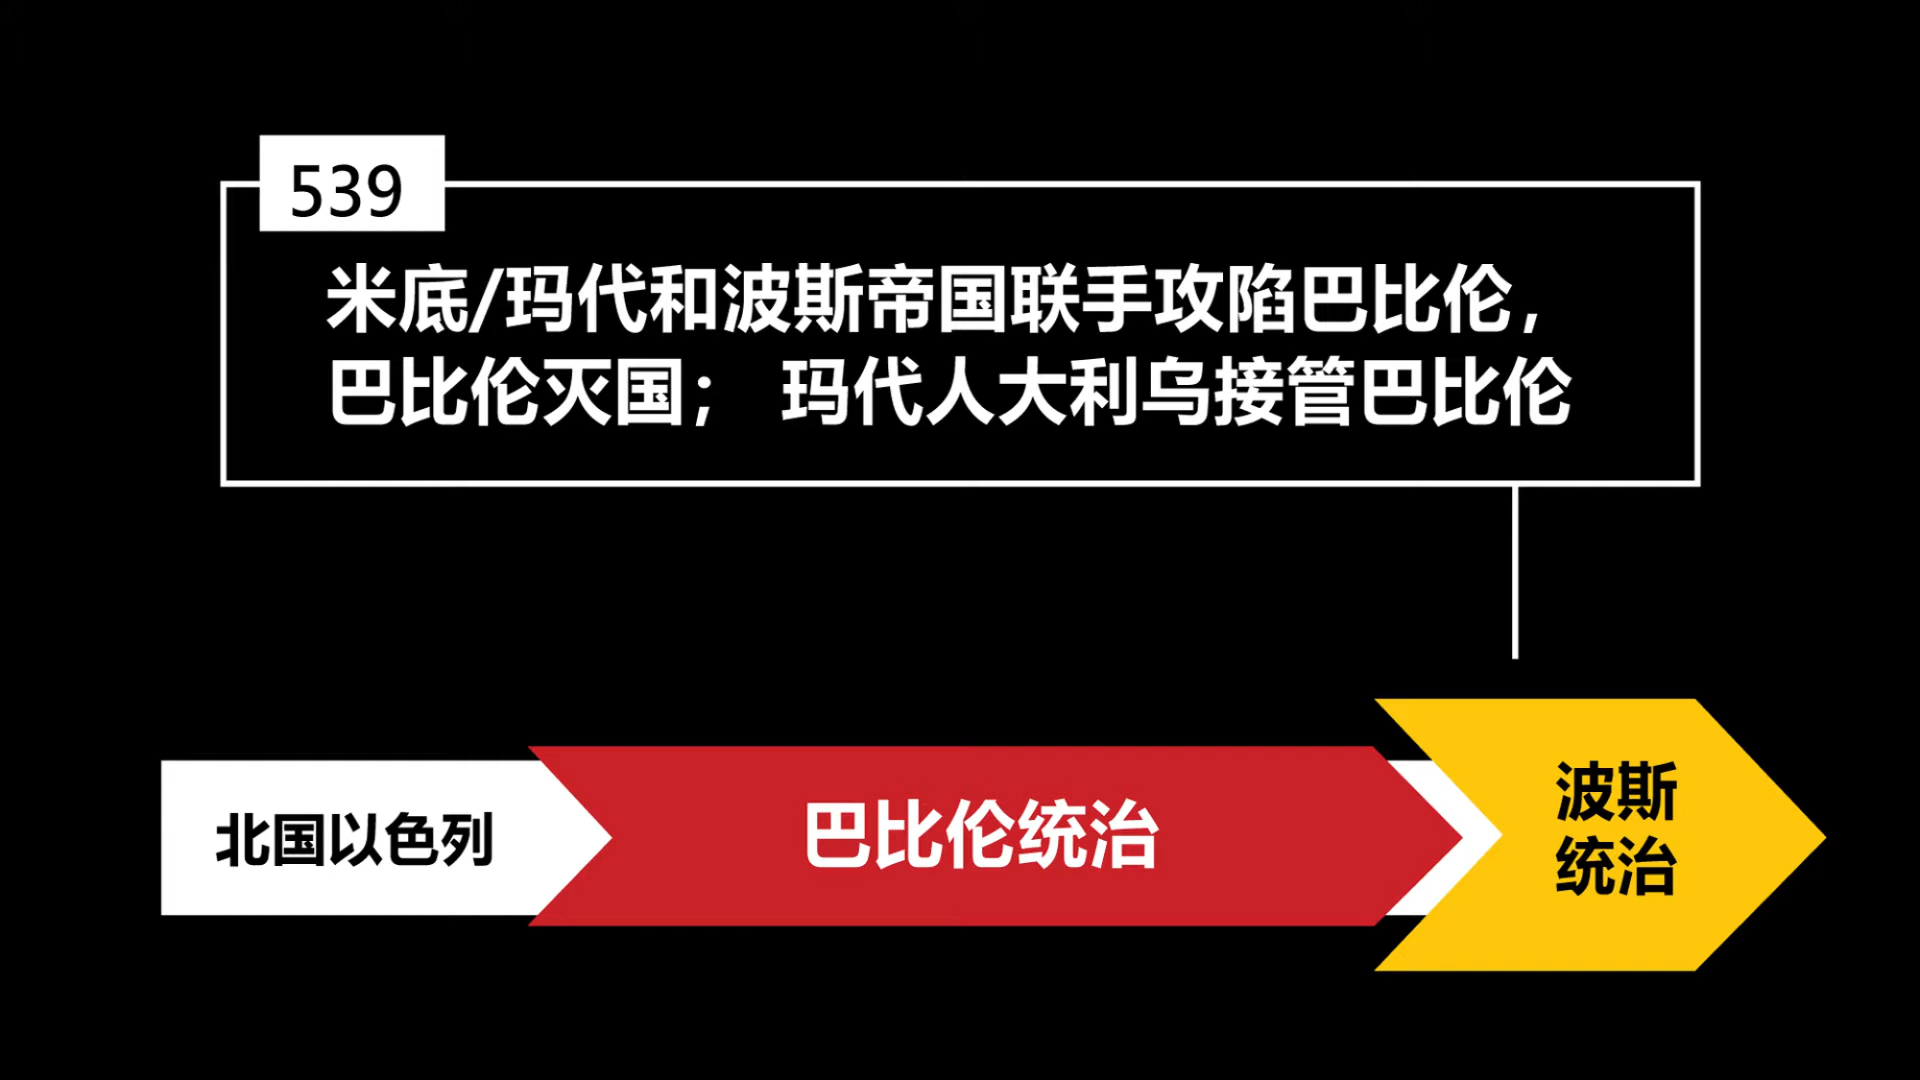 539
米底/玛代和波斯帝国联手攻陷巴比伦，
巴比伦灭国； 玛代人大利乌接管巴比伦
北国以色列
巴比伦统治
波斯
统治